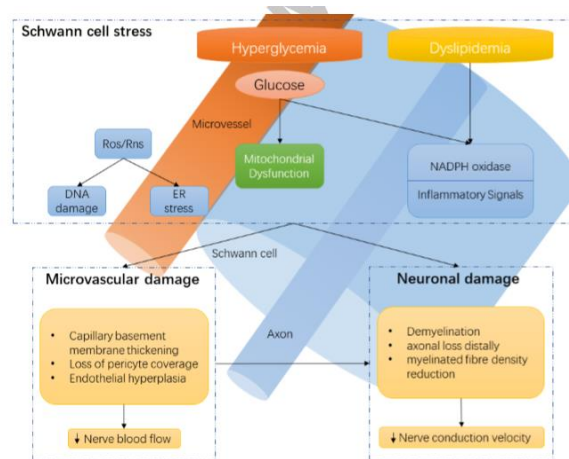 Schwann cell stress
Hyperglycemia
Dyslipidemia
Glucose
Microvessel
Ros/Rns
Mitochondrial
Dysfunction
NADPH oxidase
Inflammatory Signals
DNA
damage
ER
stress
Schwann cell
Microvascular damage
Neuronal damage
• Capillary basement
membrane thickening
• Loss of pericyte coverage
• Endothelial hyperplasia
Axon
• Demyelination
• axonal loss distally
• myelinated fibre density
reduction
↓ Nerve blood flow
↓ Nerve conduction velocity